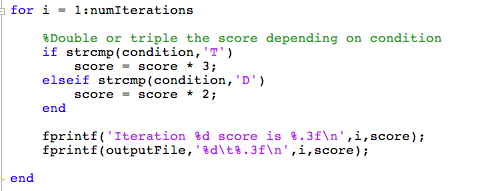 for i = 1:numIterations
%Double or triple the score depending on condition
if strcmp(condition,'T')
score = score * 3;
elseif strcmp(condition,'D')
score = score * 2;
end
fprintf('Iteration %d score is %.3f\n',i,score);
fprintf(outputFile,'%d\t%.3f\n',i,score);
end